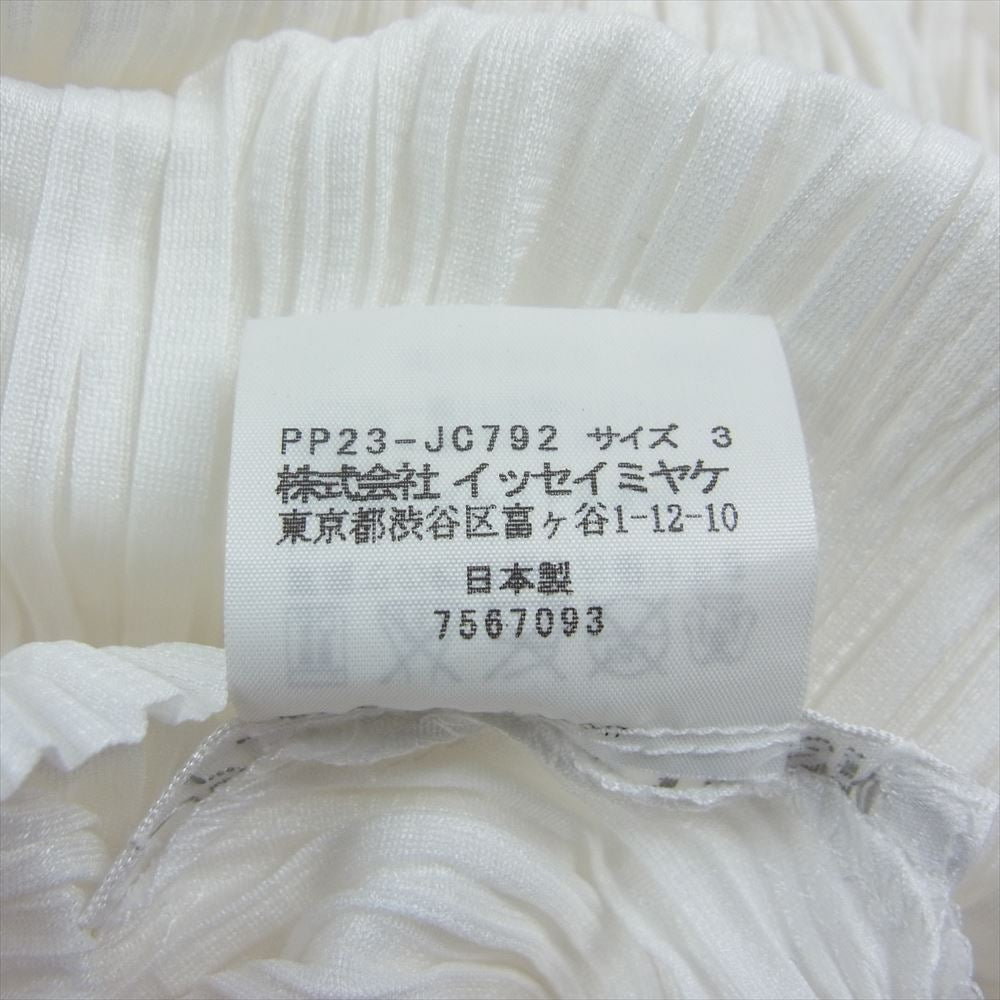 PP23-JC792 サイズ 3
株式会社イッセイミヤケ
東京都渋谷区富ヶ谷1-12-10
日本製
7567093